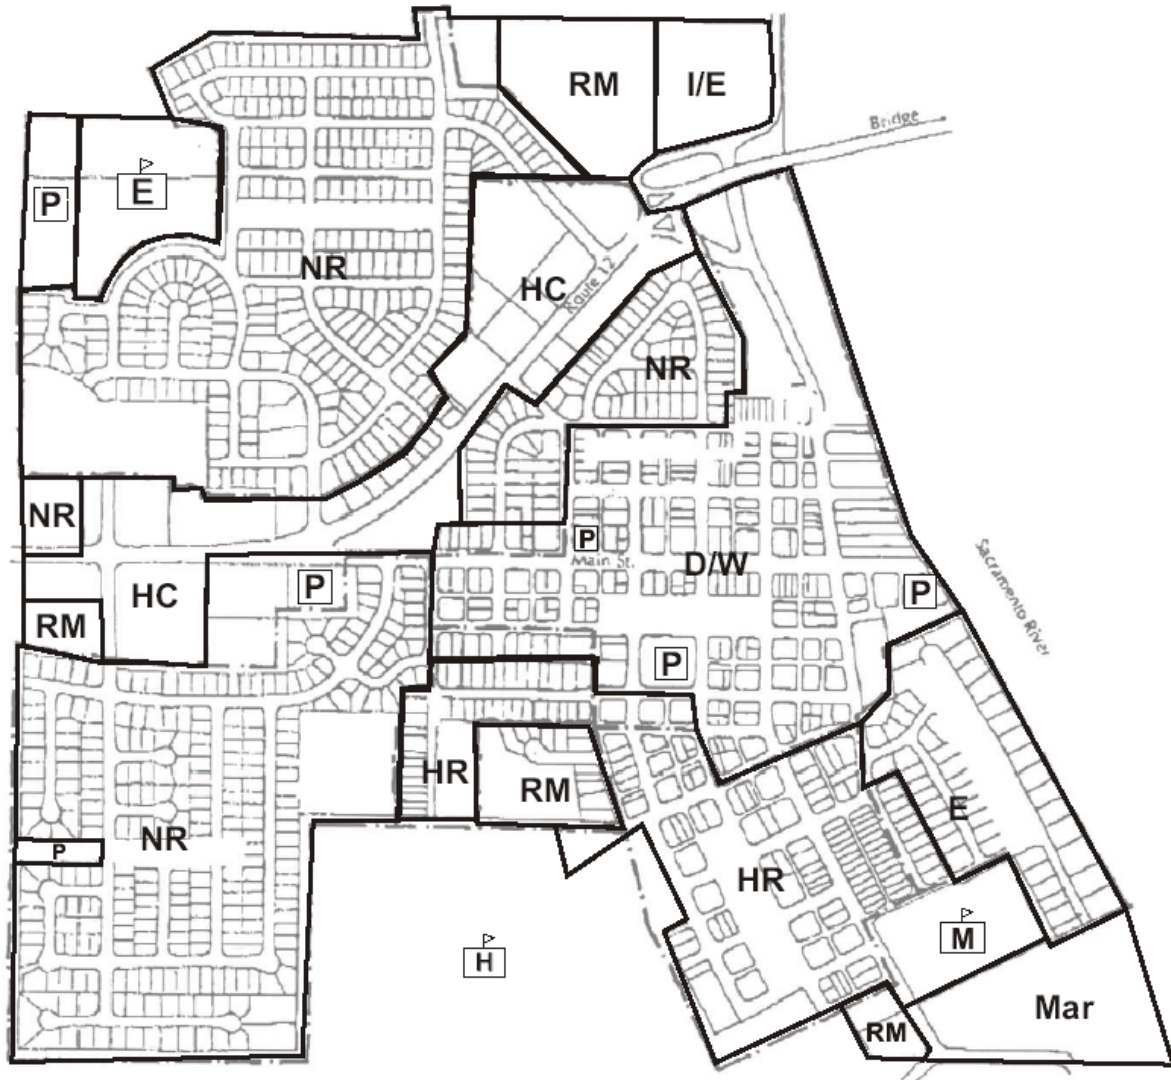 RM
I/E
Bridge
E
P
NR
HC
Route 12
NR
NR
P
Main St.
D/W
Sacramento River
HC
P
P
RM
P
HR
RM
E
NR
P
HR
M
H
Mar
RM